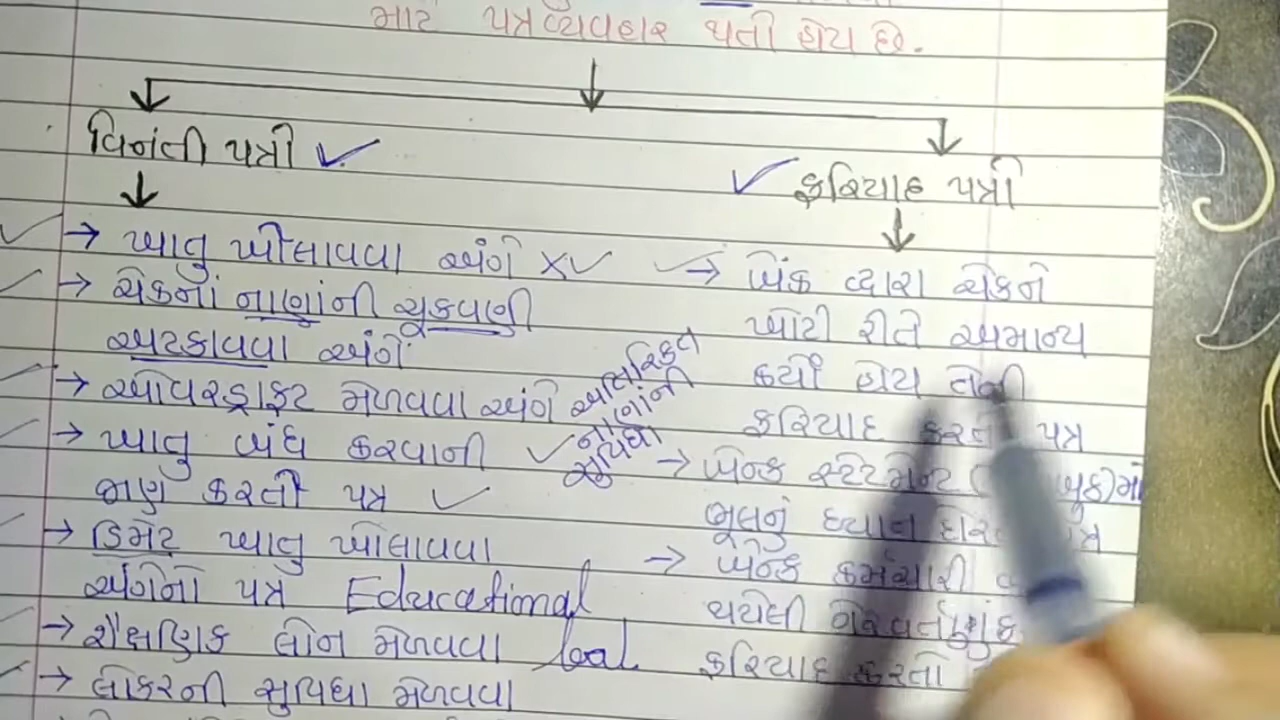 માટે પત્રવ્યવહાર થતો હોય છે.
વિનંતી પત્રો
→ ખાતુ ખોલાવવા અંગે
→ ચેકનાં નાણાંની ચૂકવણી
અટકાવવા અંગે
→ ઓવરડ્રાફ્ટ મેળવવા અંગે
નાણાંની
→ ખાતુ બંધ કરવાની
જાણ કરતો પત્ર
→ ડિમેટ ખાતુ ખોલાવવા
અંગેનો પત્ર Educational
→ શૈક્ષણિક લોન મેળવવા loal
→ લોકરની સુવિધા મેળવવા
ફરિયાદ પત્રો
→ બેંક દ્વારા ચેકને
ખોટી રીતે અમાન્ય
કર્યો હોય તેની
ફરિયાદ કરતો પત્ર
→ બેન્ક સ્ટેટમેન્ટ
ભૂલનું ધ્યાન
→ બેન્ક કર્મચારી
થયેલી
ફરિયાદ કરતો